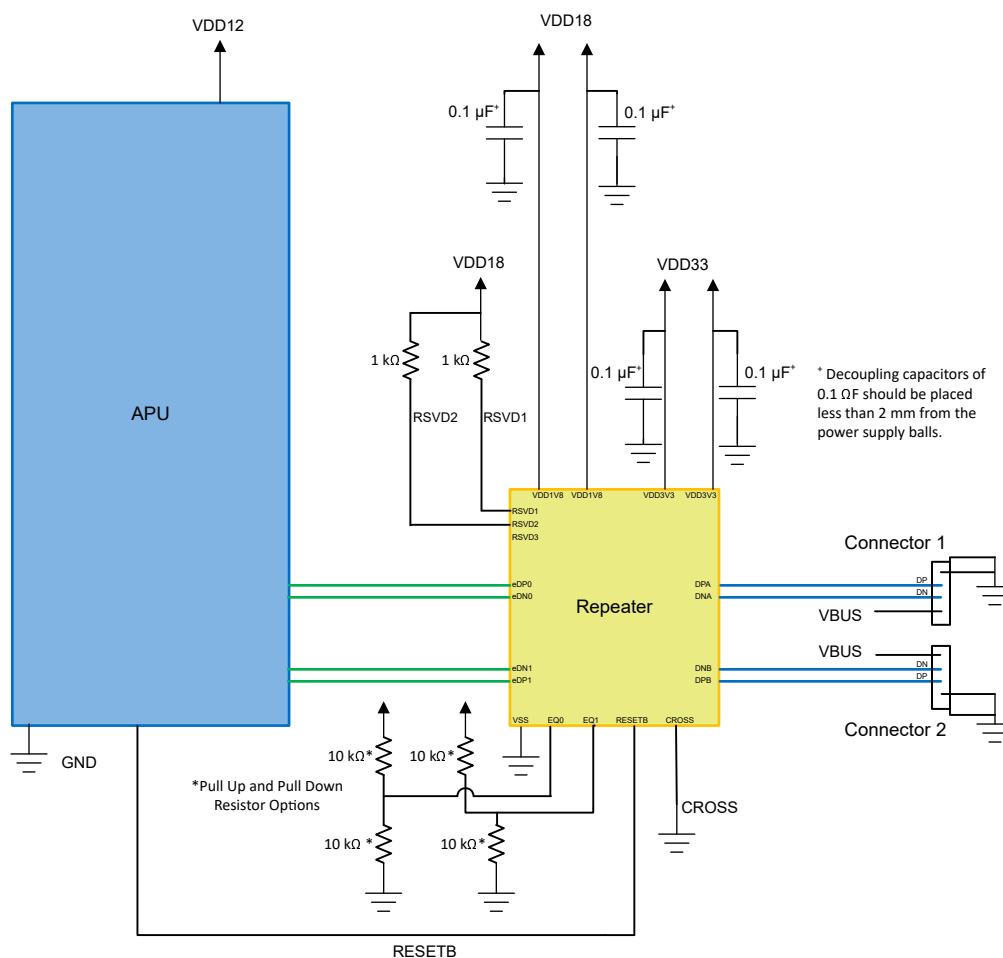 VDD12
VDD18
0.1 µF⁺
0.1 µF⁺
VDD18
VDD33
1 kΩ
1 kΩ
0.1 µF⁺
0.1 µF⁺
⁺ Decoupling capacitors of
0.1 ΩF should be placed
less than 2 mm from the
power supply balls.
APU
RSVD2
RSVD1
VDD1V8
VDD1V8
VDD3V3
VDD3V3
RSVD1
RSVD2
RSVD3
Connector 1
eDP0
eDN0
DPA
DNA
DP
DN
Repeater
VBUS
VBUS
eDN1
eDP1
DNB
DPB
DN
DP
VSS
EQ0
EQ1
RESETB
CROSS
Connector 2
GND
10 kΩ*
10 kΩ*
*Pull Up and Pull Down
Resistor Options
CROSS
10 kΩ *
10 kΩ*
RESETB